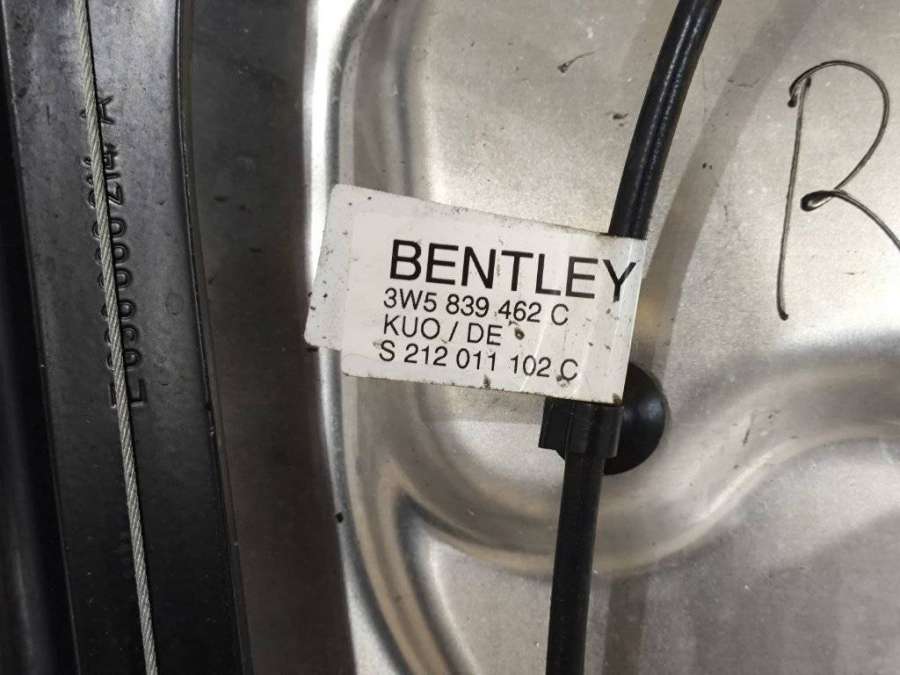 BENTLEY
3W5 839 462 C
KUO / DE
S 212 011 102 C
R